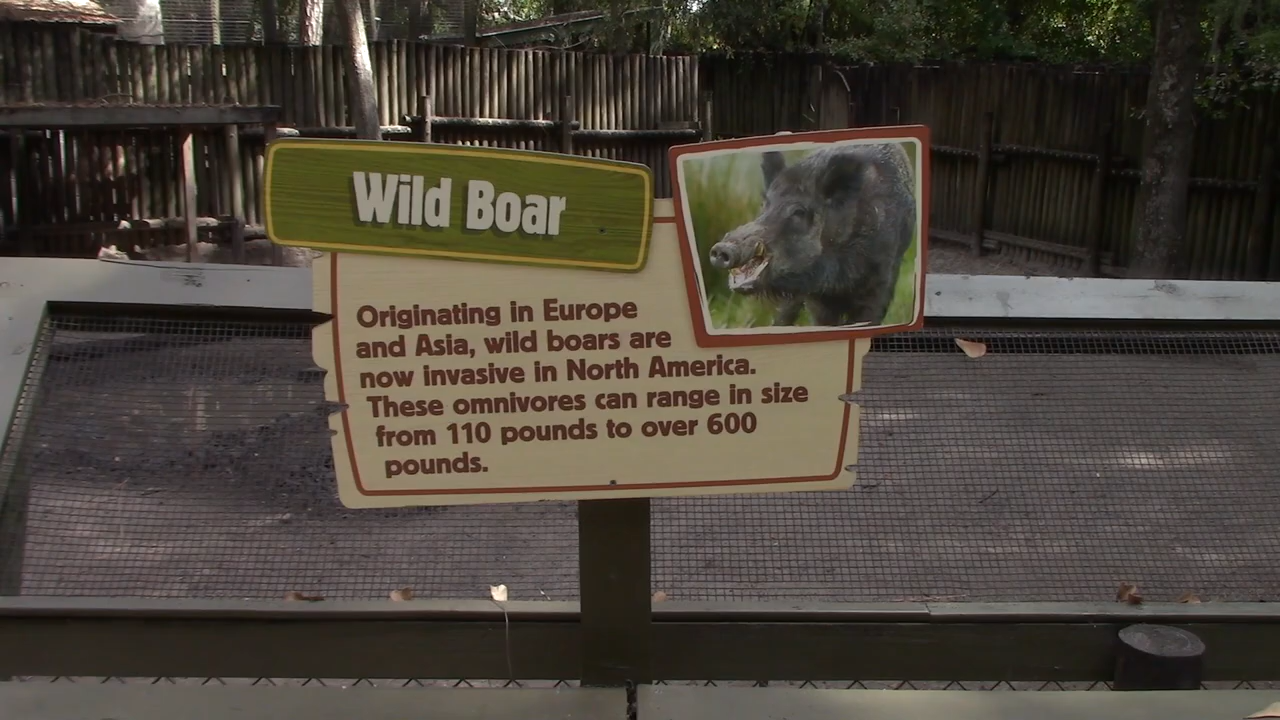 Wild Boar
Originating in Europe
and Asia, wild boars are
now invasive in North America.
These omnivores can range in size
from 110 pounds to over 600
pounds.